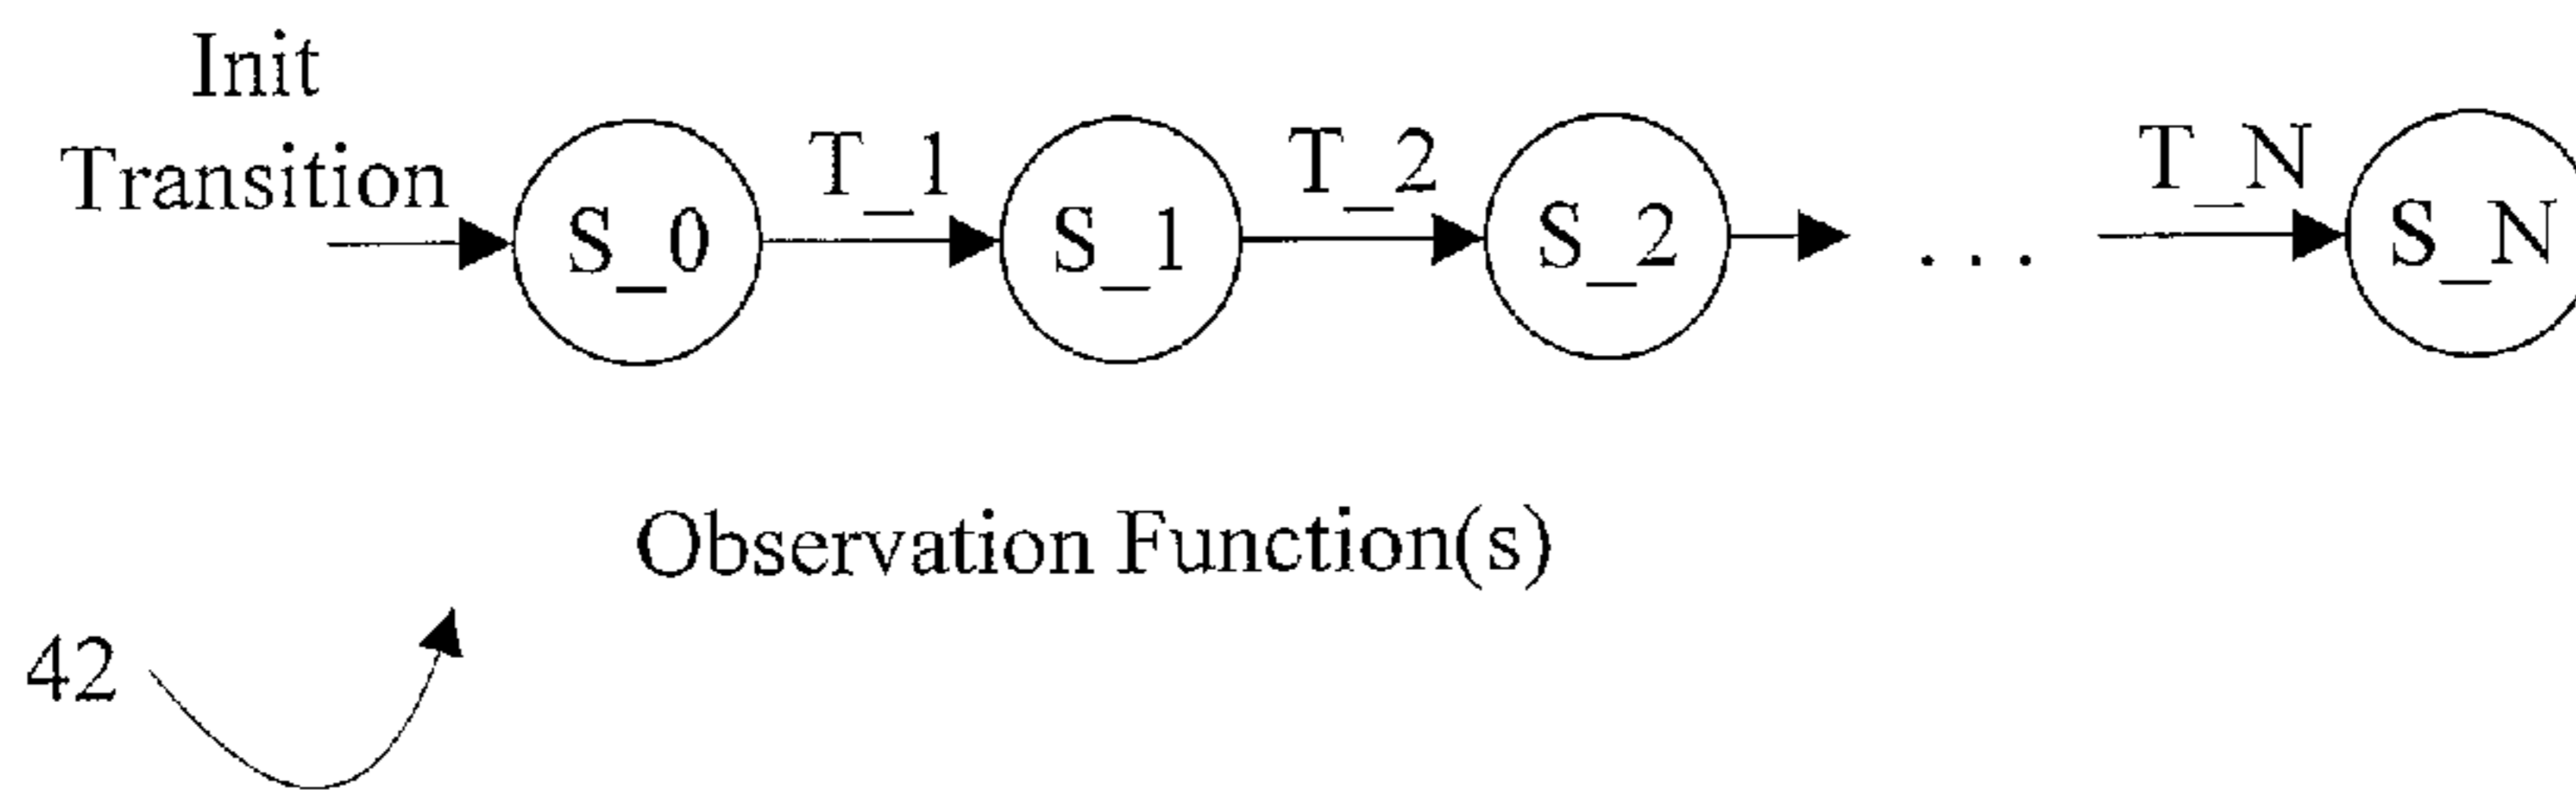 Init
Transition
T_1
T_2
T_N
S_0
S_1
S_2
. . .
S_N
Observation Function(s)
42